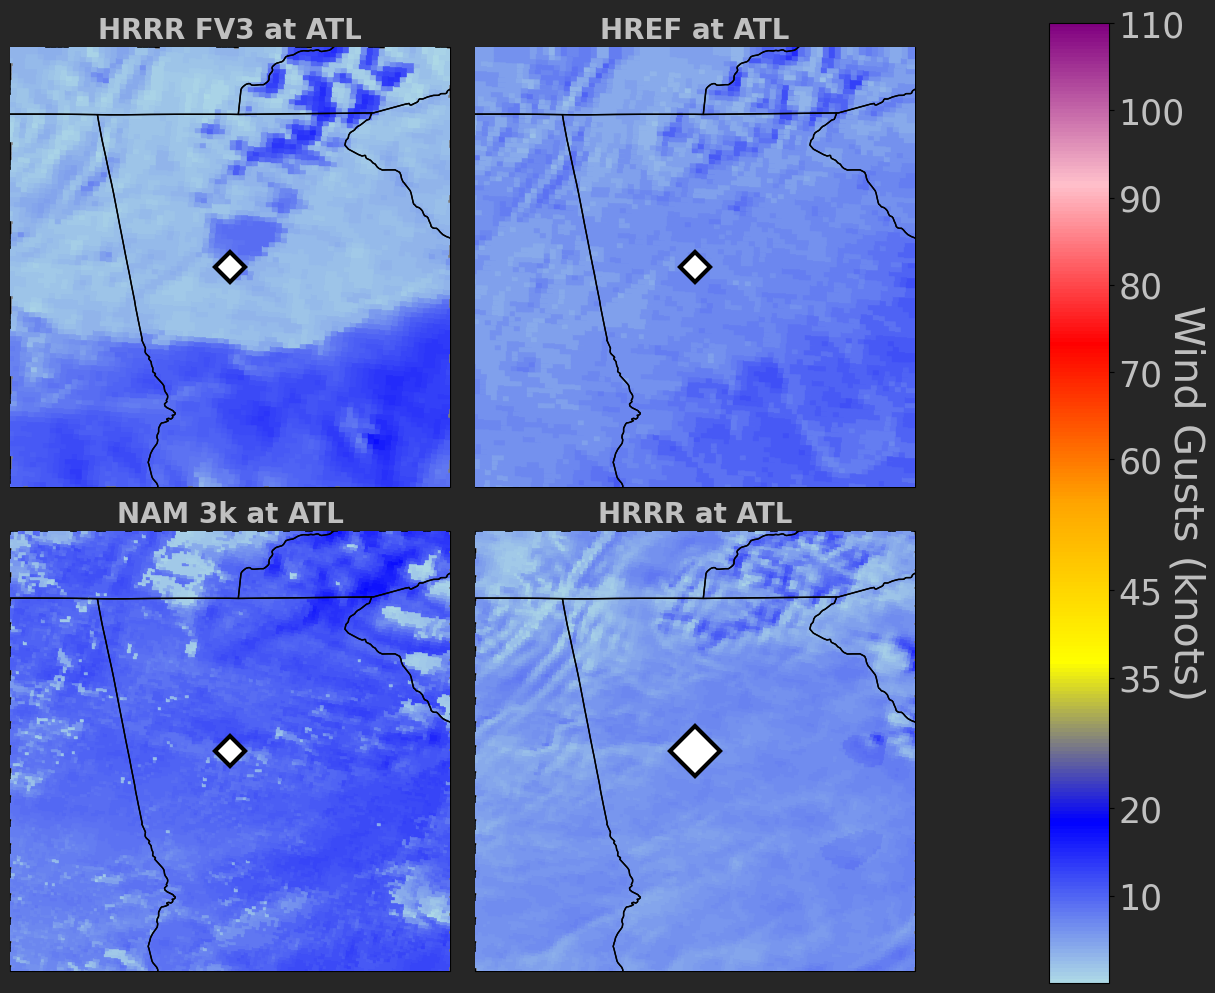 HRRR FV3 at ATL
HREF at ATL
NAM 3k at ATL
HRRR at ATL
110
100
90
80
70
60
45
35
20
10
Wind Gusts (knots)